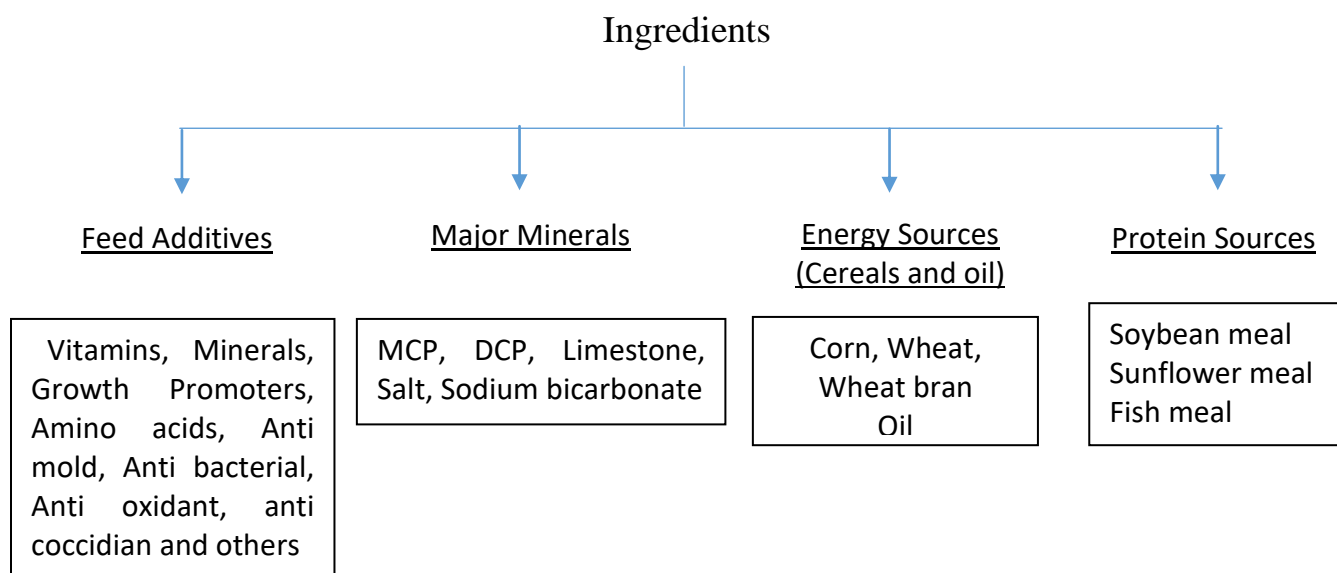 Ingredients
Feed Additives
Vitamins, Minerals,
Growth Promoters,
Amino acids, Anti
mold, Anti bacterial,
Anti oxidant, anti
coccidian and others
Major Minerals
MCP, DCP, Limestone,
Salt, Sodium bicarbonate
Energy Sources
(Cereals and oil)
Corn, Wheat,
Wheat bran
Oil
Protein Sources
Soybean meal
Sunflower meal
Fish meal